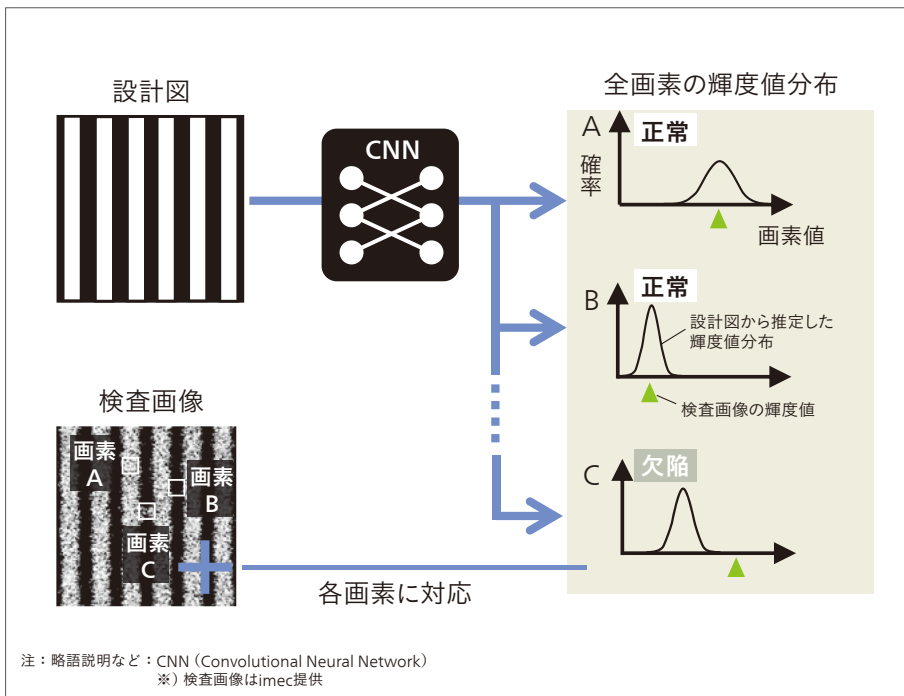 設計図
CNN
全画素の輝度値分布
A
正常
確率
画素値
B
正常
設計図から推定した
輝度値分布
検査画像の輝度値
C
欠陥
検査画像
画素
A
画素
B
画素
C
各画素に対応
注：略語説明など：CNN（Convolutional Neural Network）
※）検査画像はimec提供